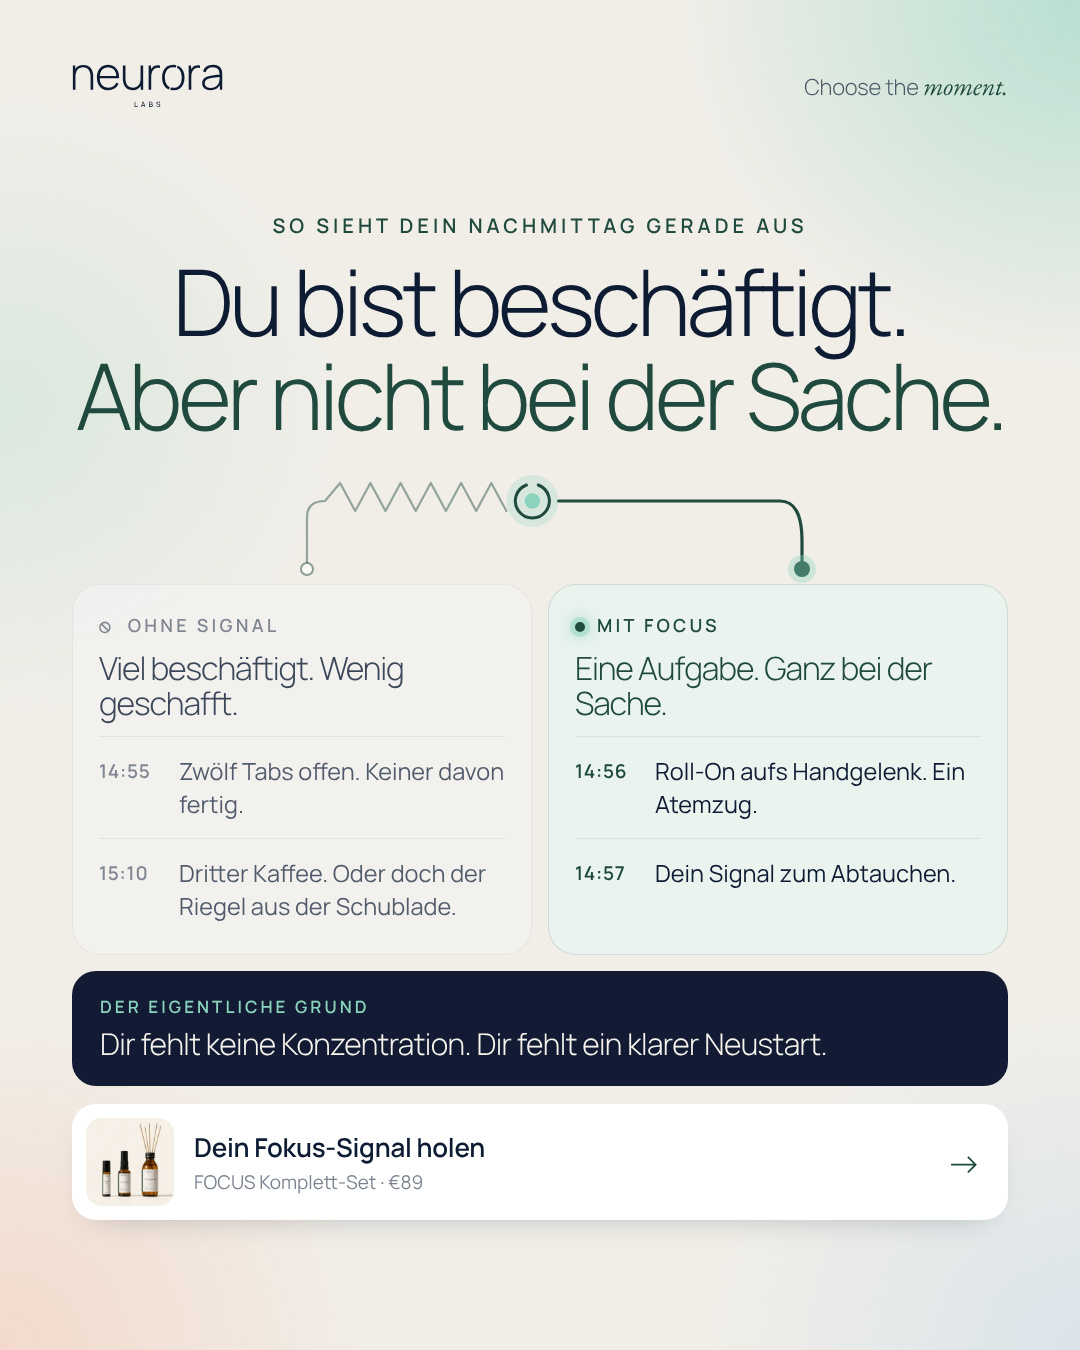 neurora
LABS
Choose the moment.
SO SIEHT DEIN NACHMITTAG GERADE AUS
Du bist beschäftigt.
Aber nicht bei der Sache.
OHNE SIGNAL
Viel beschäftigt. Wenig
geschafft.
14:55 Zwölf Tabs offen. Keiner davon
fertig.
15:10 Dritter Kaffee. Oder doch der
Riegel aus der Schublade.
MIT FOCUS
Eine Aufgabe. Ganz bei der
Sache.
14:56 Roll-On aufs Handgelenk. Ein
Atemzug.
14:57 Dein Signal zum Abtauchen.
DER EIGENTLICHE GRUND
Dir fehlt keine Konzentration. Dir fehlt ein klarer Neustart.
Dein Fokus-Signal holen
FOCUS Komplett-Set · €89